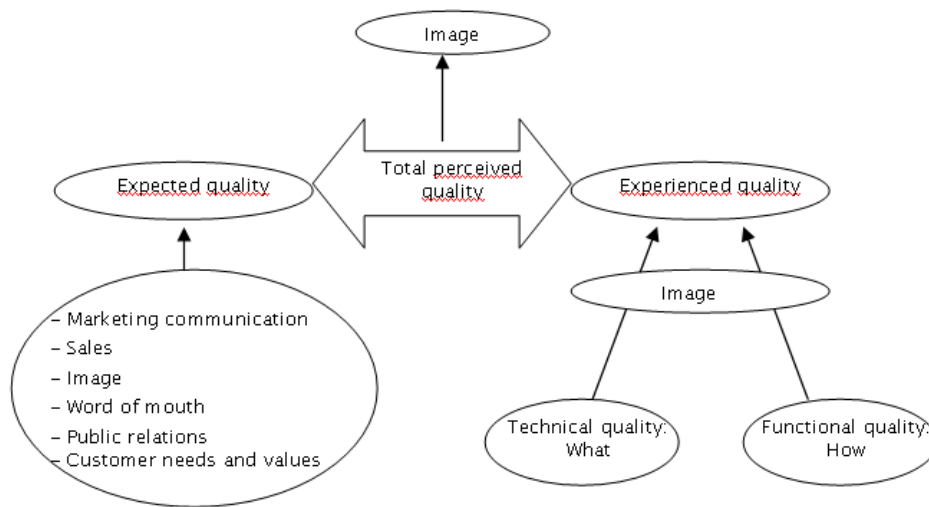 Image
Total perceived
quality
Expected quality
Experienced quality
Image
– Marketing communication
– Sales
– Image
– Word of mouth
– Public relations
– Customer needs and values
Technical quality:
What
Functional quality:
How